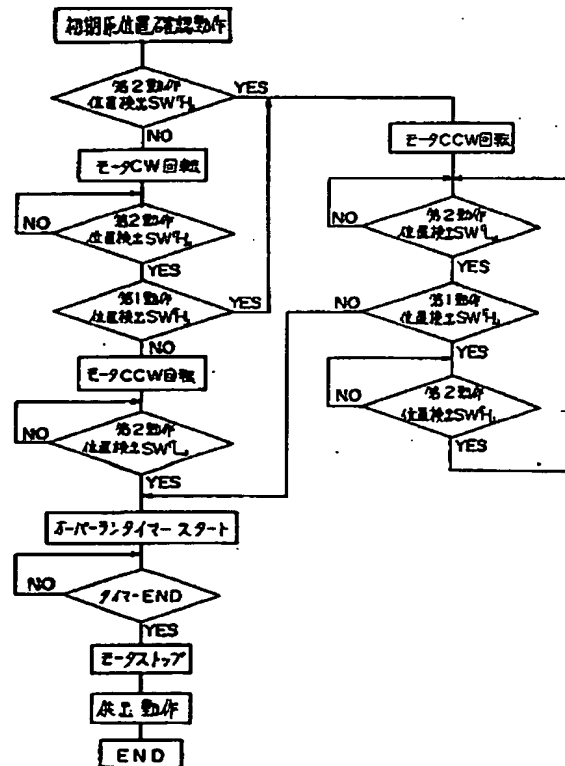 初期原位置確認動作
第2動作
位置検出SW"H"
YES
NO
モータCW回転
第2動作
位置検出SW"H"
NO
YES
第1動作
位置検出SW"H"
YES
NO
モータCCW回転
第2動作
位置検出SW"L"
NO
YES
オーバーランタイマースタート
タイマーEND
NO
YES
モータストップ
供上動作
END
モータCCW回転
第2動作
位置検出SW"L"
NO
YES
第1動作
位置検出SW"H"
NO
YES
第2動作
位置検出SW"H"
NO
YES